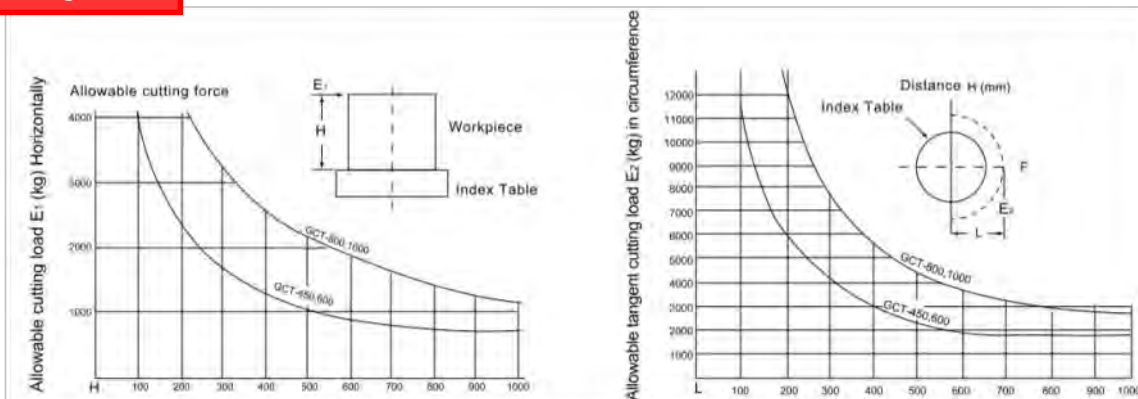 Allowable cutting load E1 (kg) Horizontally
Allowable cutting force
4000
5000
2000
1000
H
100
200
300
400
500
600
700
800
900
1000
GCT-800,1000
GCT-450,600
E1
H
Workpiece
Index Table
Allowable tangent cutting load E2 (kg) in circumference
12000
11000
10000
9000
8000
7000
6000
5000
4000
3000
2000
1000
L
100
200
300
400
500
600
700
800
900
1000
GCT-800,1000
GCT-450,600
Distance H (mm)
Index Table
F
E2
L